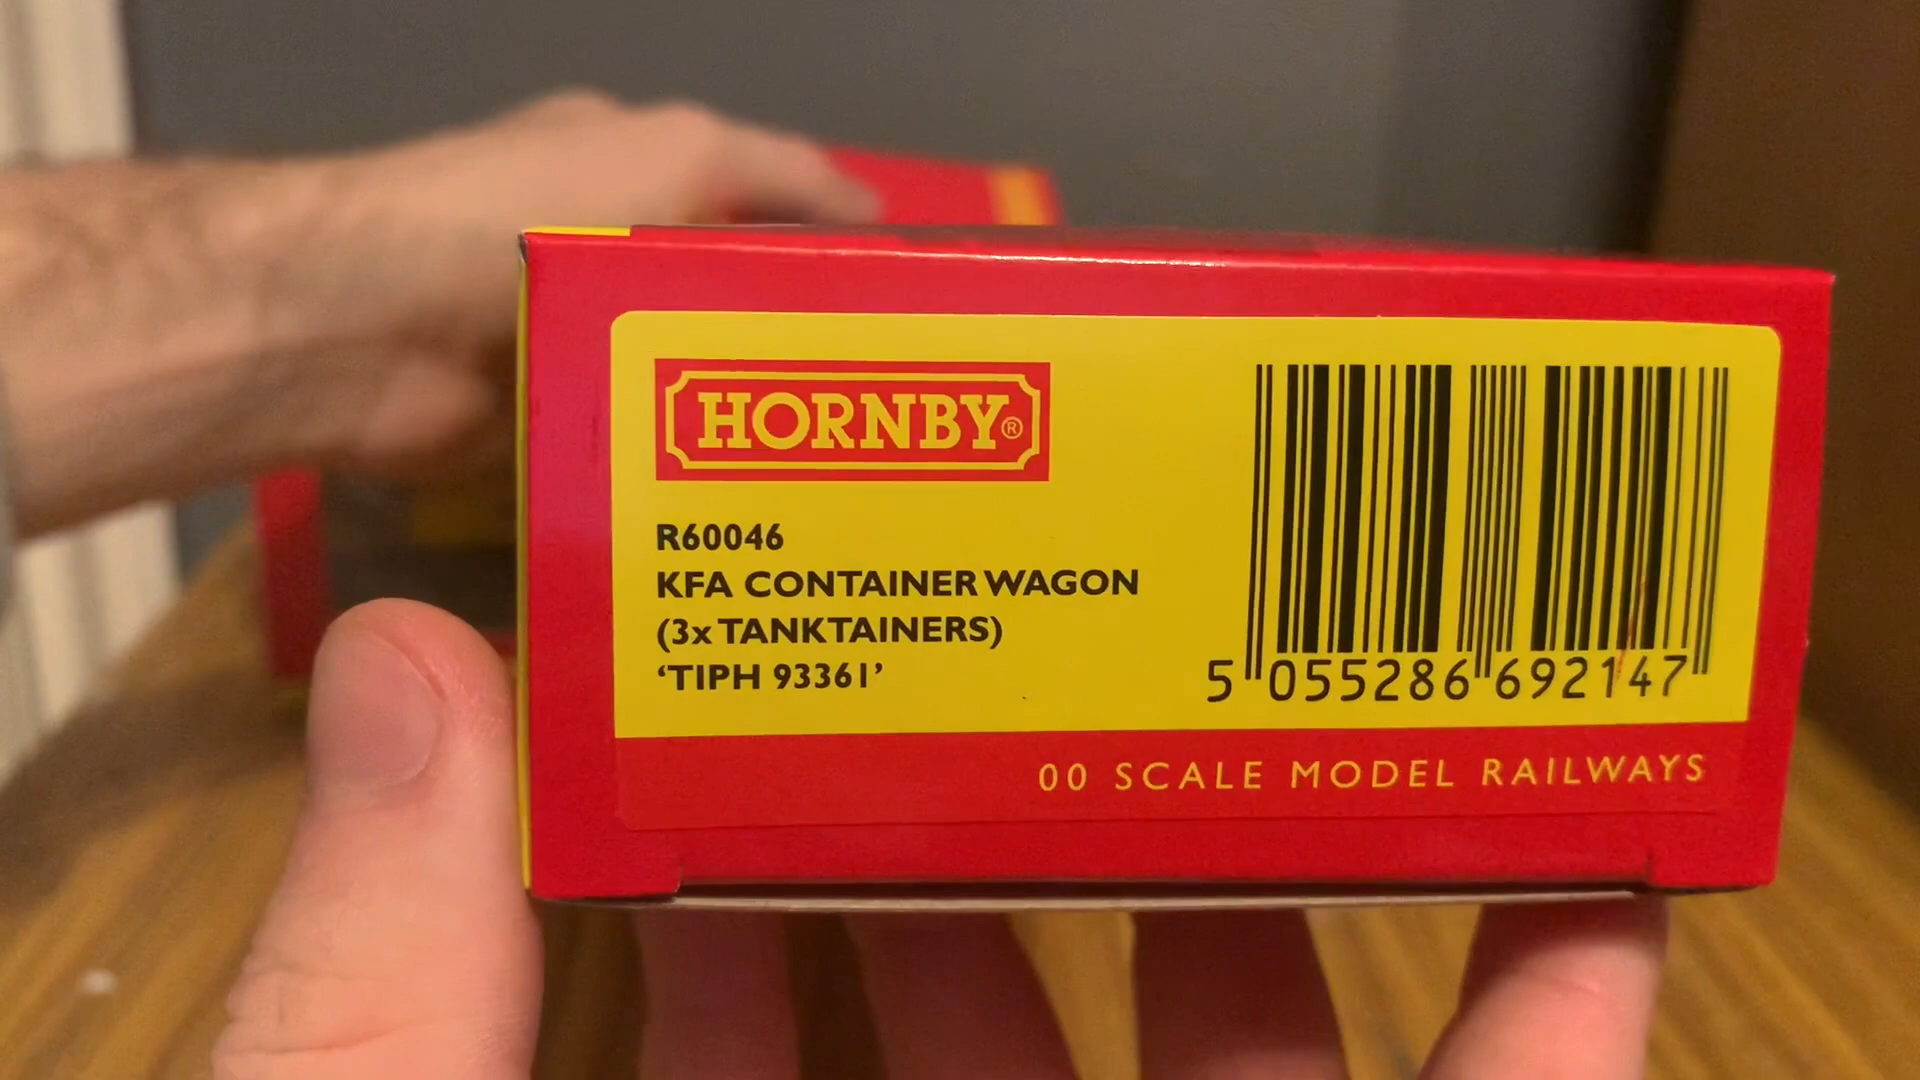 HORNBY®
R60046
KFA CONTAINER WAGON
(3x TANKTAINERS)
‘TIPH 93361’
5 055286 692147
00 SCALE MODEL RAILWAYS